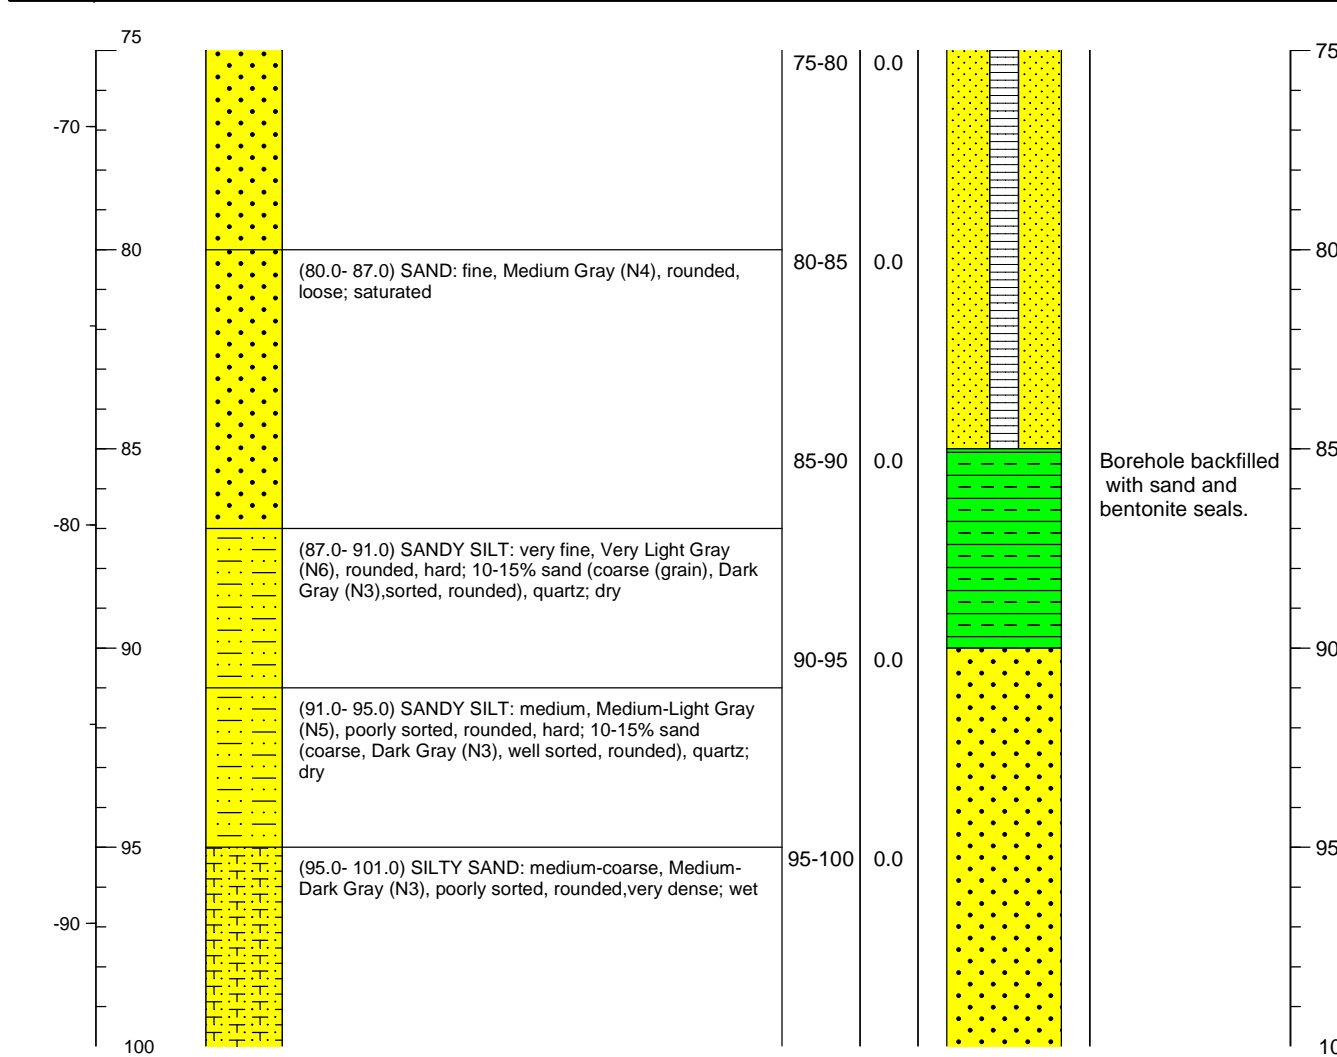 75
75-80 0.0
75
-70
80
80-85 0.0
80
(80.0- 87.0) SAND: fine, Medium Gray (N4), rounded,
loose; saturated
85
85-90 0.0
85
Borehole backfilled
with sand and
bentonite seals.
-80
(87.0- 91.0) SANDY SILT: very fine, Very Light Gray
(N6), rounded, hard; 10-15% sand (coarse (grain), Dark
Gray (N3),sorted, rounded), quartz; dry
90
90-95 0.0
90
(91.0- 95.0) SANDY SILT: medium, Medium-Light Gray
(N5), poorly sorted, rounded, hard; 10-15% sand
(coarse, Dark Gray (N3), well sorted, rounded), quartz;
dry
95
95-100 0.0
95
(95.0- 101.0) SILTY SAND: medium-coarse, Medium-
Dark Gray (N3), poorly sorted, rounded,very dense; wet
-90
100
10